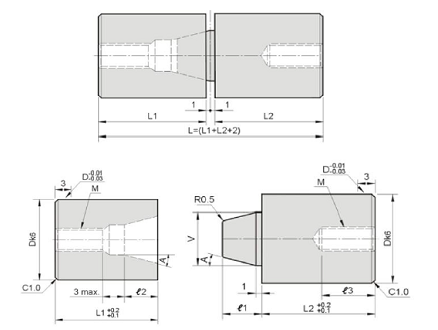 1 1
L1 L2
L=(L1+L2+2)
3 D-0.01
-0.03
M
Dk6
A
C1.0
3 max. ℓ2
L1 +0.2
+0.1
R0.5
V
A
1
ℓ1
D-0.01
-0.03
3
M
Dk6
C1.0
ℓ3
L2 +0.2
+0.1